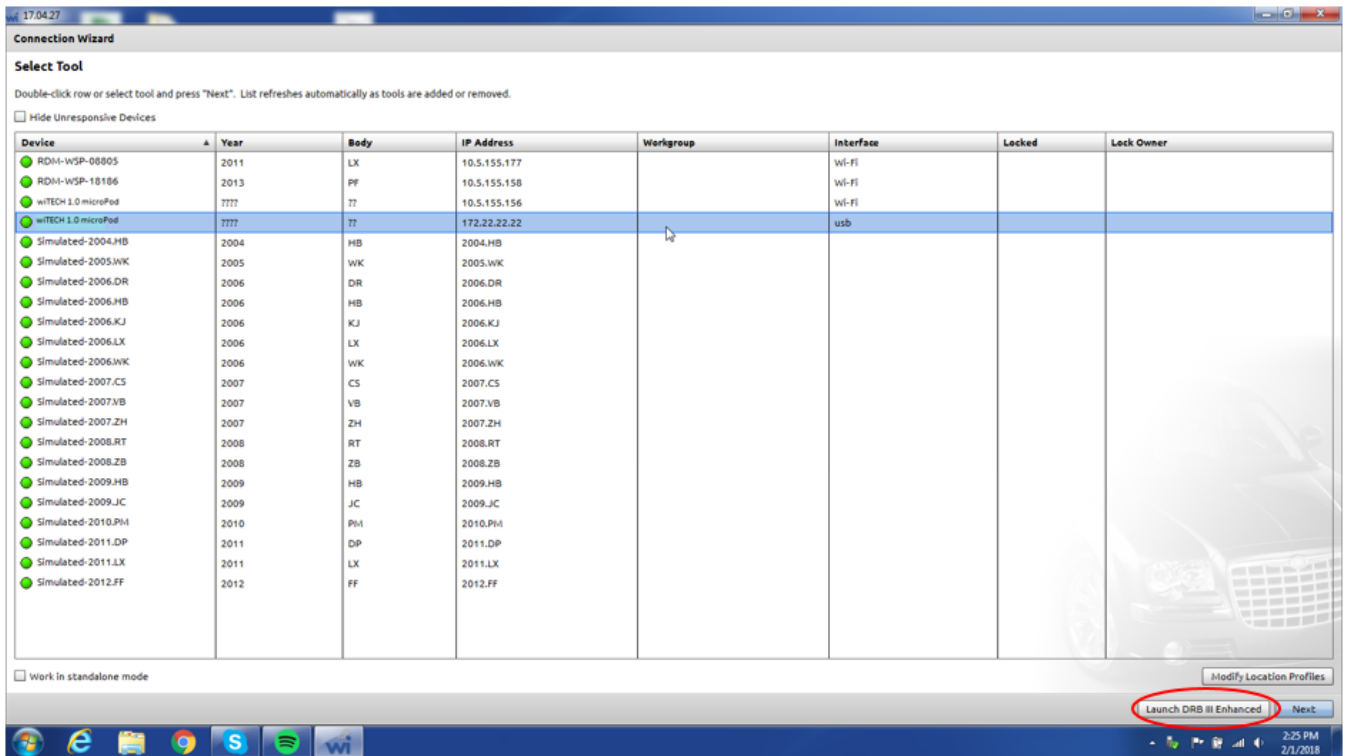 wi 17.04.27
Connection Wizard
Select Tool
Double-click row or select tool and press "Next". List refreshes automatically as tools are added or removed.
Hide Unresponsive Devices
Device Year Body IP Address Workgroup Interface Locked Lock Owner
RDM-WSP-08805 2011 LX 10.5.155.177 Wi-Fi
RDM-WSP-18186 2013 PF 10.5.155.158 Wi-Fi
wiTECH 1.0 microPod ???? ?? 10.5.155.156 Wi-Fi
wiTECH 1.0 microPod ???? ?? 172.22.22.22 usb
Simulated-2004.HB 2004 HB 2004.HB
Simulated-2005.WK 2005 WK 2005.WK
Simulated-2006.DR 2006 DR 2006.DR
Simulated-2006.HB 2006 HB 2006.HB
Simulated-2006.KJ 2006 KJ 2006.KJ
Simulated-2006.LX 2006 LX 2006.LX
Simulated-2006.WK 2006 WK 2006.WK
Simulated-2007.CS 2007 CS 2007.CS
Simulated-2007.VB 2007 VB 2007.VB
Simulated-2007.ZH 2007 ZH 2007.ZH
Simulated-2008.RT 2008 RT 2008.RT
Simulated-2008.ZB 2008 ZB 2008.ZB
Simulated-2009.HB 2009 HB 2009.HB
Simulated-2009.JC 2009 JC 2009.JC
Simulated-2010.PM 2010 PM 2010.PM
Simulated-2011.DP 2011 DP 2011.DP
Simulated-2011.LX 2011 LX 2011.LX
Simulated-2012.FF 2012 FF 2012.FF
Work in standalone mode
Modify Location Profiles
Launch DRB III Enhanced Next
S wi 2:25 PM
2/1/2018